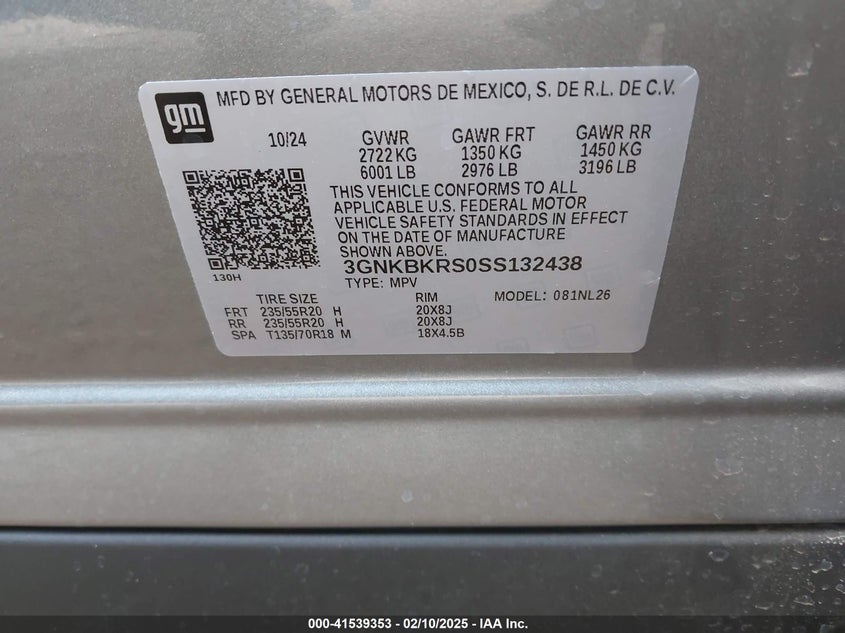 gm
MFD BY GENERAL MOTORS DE MEXICO, S. DE R.L. DE C.V.
10/24 GVWR GAWR FRT GAWR RR
2722 KG 1350 KG 1450 KG
6001 LB 2976 LB 3196 LB
THIS VEHICLE CONFORMS TO ALL
APPLICABLE U.S. FEDERAL MOTOR
VEHICLE SAFETY STANDARDS IN EFFECT
ON THE DATE OF MANUFACTURE
SHOWN ABOVE.
130H
3GNKBKRS0SS132438
TYPE: MPV MODEL: 081NL26
TIRE SIZE RIM
FRT 235/55R20 H 20X8J
RR 235/55R20 H 20X8J
SPA T135/70R18 M 18X4.5B
000-41539353 — 02/10/2025 — IAA Inc.